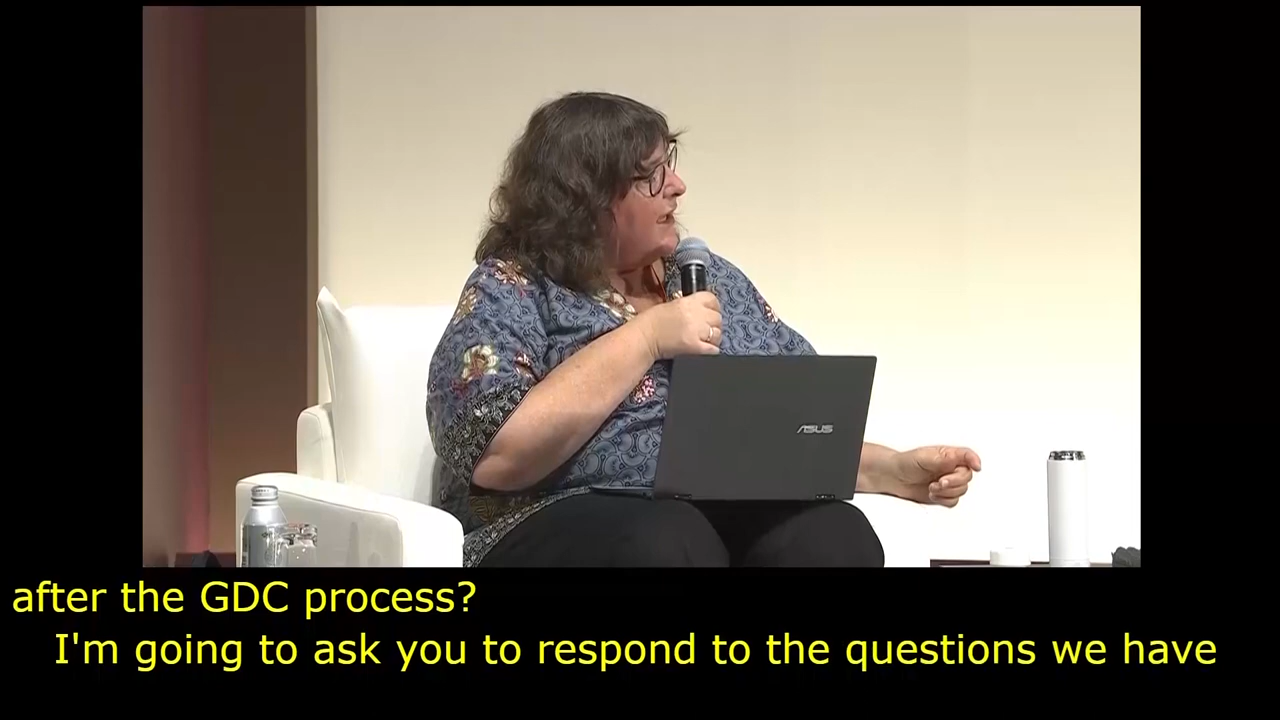 ASUS
after the GDC process?
I'm going to ask you to respond to the questions we have